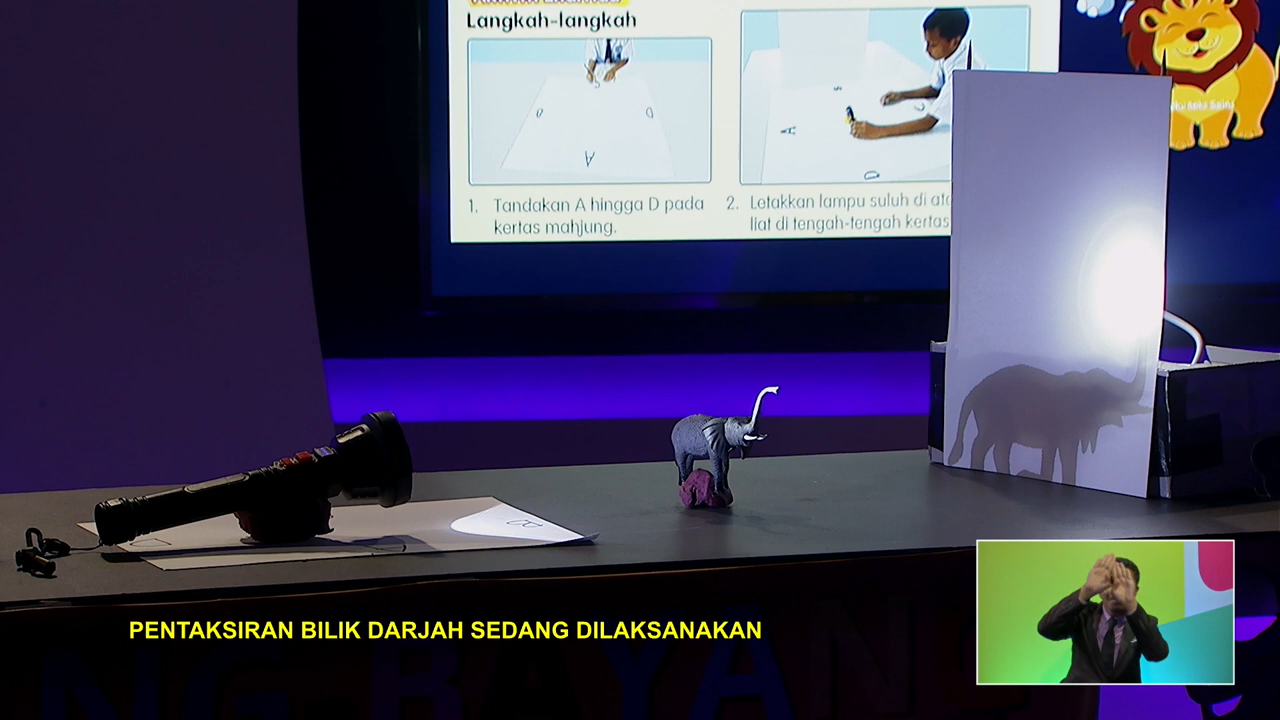 Langkah-langkah
1. Tandakan A hingga D pada
kertas mahjung.
2. Letakkan lampu suluh di
liat di tengah-tengah kertas
A
B
PENTAKSIRAN BILIK DARJAH SEDANG DILAKSANAKAN